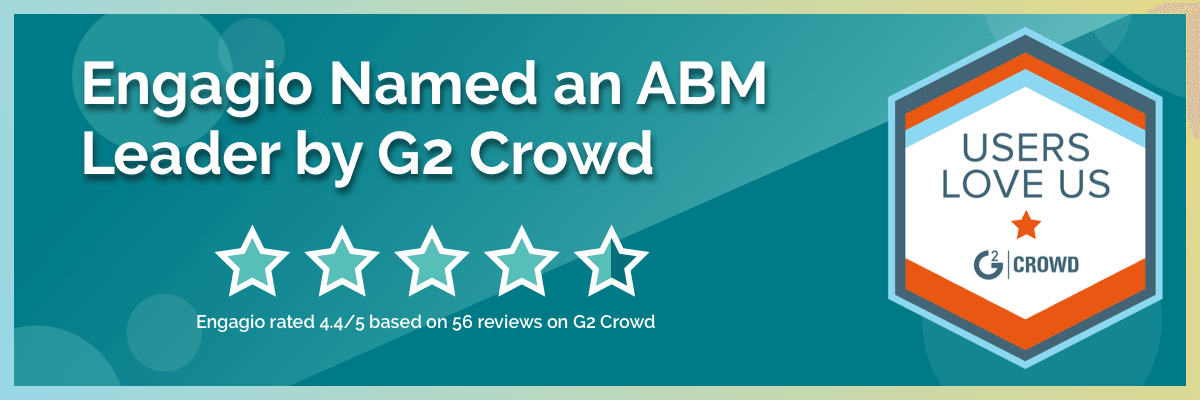 Engagio Named an ABM
Leader by G2 Crowd
Engagio rated 4.4/5 based on 56 reviews on G2 Crowd
USERS
LOVE US
G2 CROWD